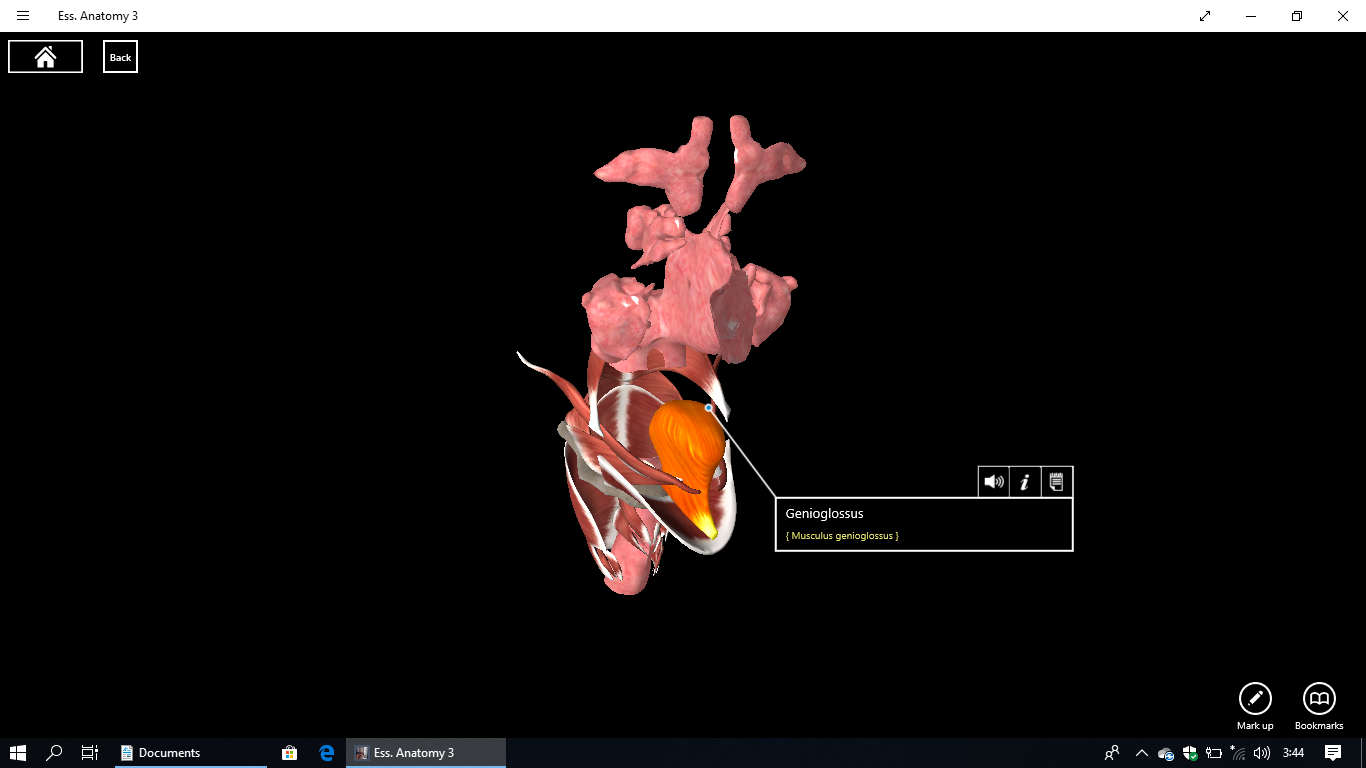 Ess. Anatomy 3
Back
Genioglossus
{ Musculus genioglossus }
Mark up
Bookmarks
Documents
Ess. Anatomy 3
3:44